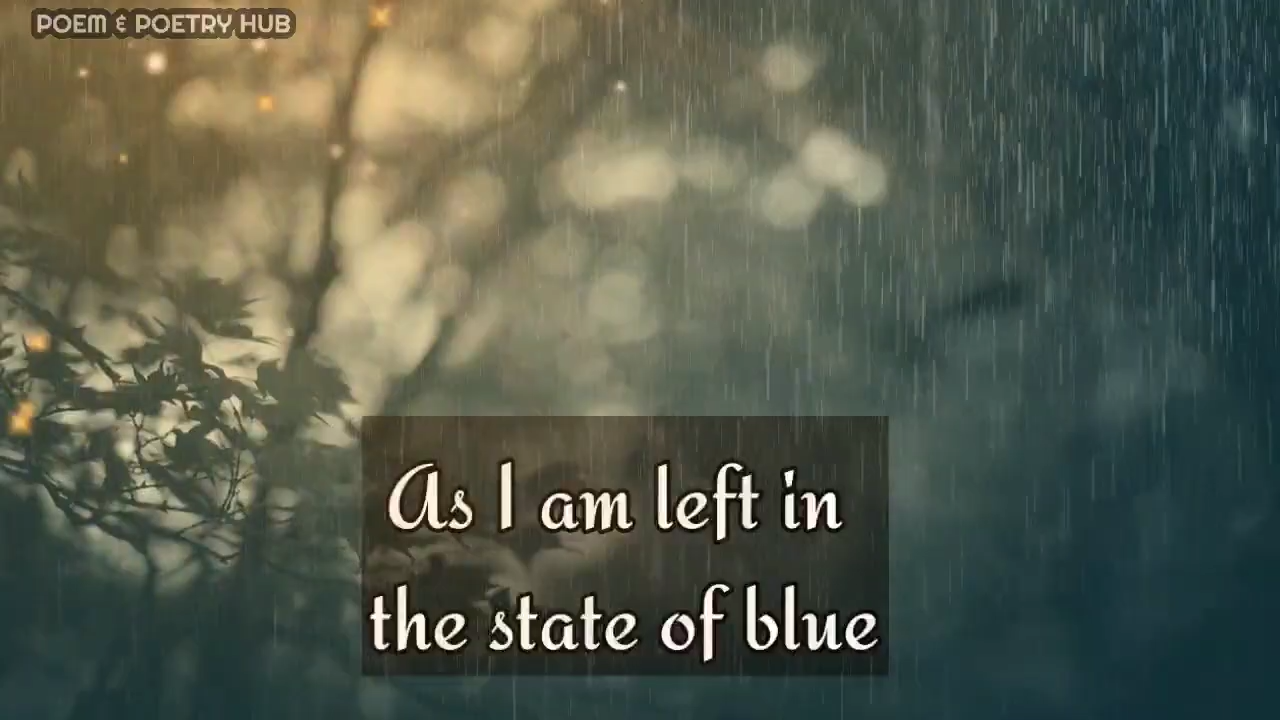 POEM & POETRY HUB
As I am left in
the state of blue